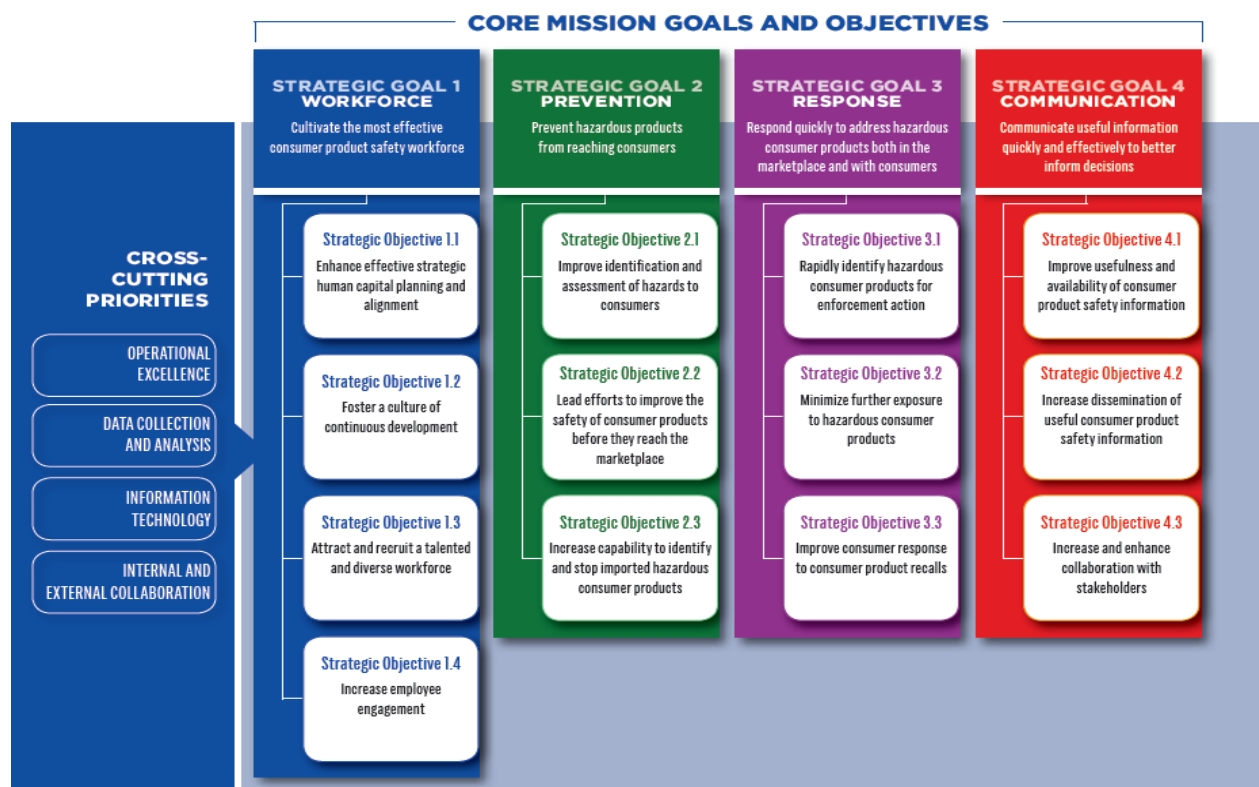 CORE MISSION GOALS AND OBJECTIVES
STRATEGIC GOAL 1
WORKFORCE
Cultivate the most effective
consumer product safety workforce
STRATEGIC GOAL 2
PREVENTION
Prevent hazardous products
from reaching consumers
STRATEGIC GOAL 3
RESPONSE
Respond quickly to address hazardous
consumer products both in the
marketplace and with consumers
STRATEGIC GOAL 4
COMMUNICATION
Communicate useful information
quickly and effectively to better
inform decisions
CROSS-
CUTTING
PRIORITIES
OPERATIONAL
EXCELLENCE
DATA COLLECTION
AND ANALYSIS
INFORMATION
TECHNOLOGY
INTERNAL AND
EXTERNAL COLLABORATION
Strategic Objective 1.1
Enhance effective strategic
human capital planning and
alignment
Strategic Objective 1.2
Foster a culture of
continuous development
Strategic Objective 1.3
Attract and recruit a talented
and diverse workforce
Strategic Objective 1.4
Increase employee
engagement
Strategic Objective 2.1
Improve identification and
assessment of hazards to
consumers
Strategic Objective 2.2
Lead efforts to improve the
safety of consumer products
before they reach the
marketplace
Strategic Objective 2.3
Increase capability to identify
and stop imported hazardous
consumer products
Strategic Objective 3.1
Rapidly identify hazardous
consumer products for
enforcement action
Strategic Objective 3.2
Minimize further exposure
to hazardous consumer
products
Strategic Objective 3.3
Improve consumer response
to consumer product recalls
Strategic Objective 4.1
Improve usefulness and
availability of consumer
product safety information
Strategic Objective 4.2
Increase dissemination of
useful consumer product
safety information
Strategic Objective 4.3
Increase and enhance
collaboration with
stakeholders